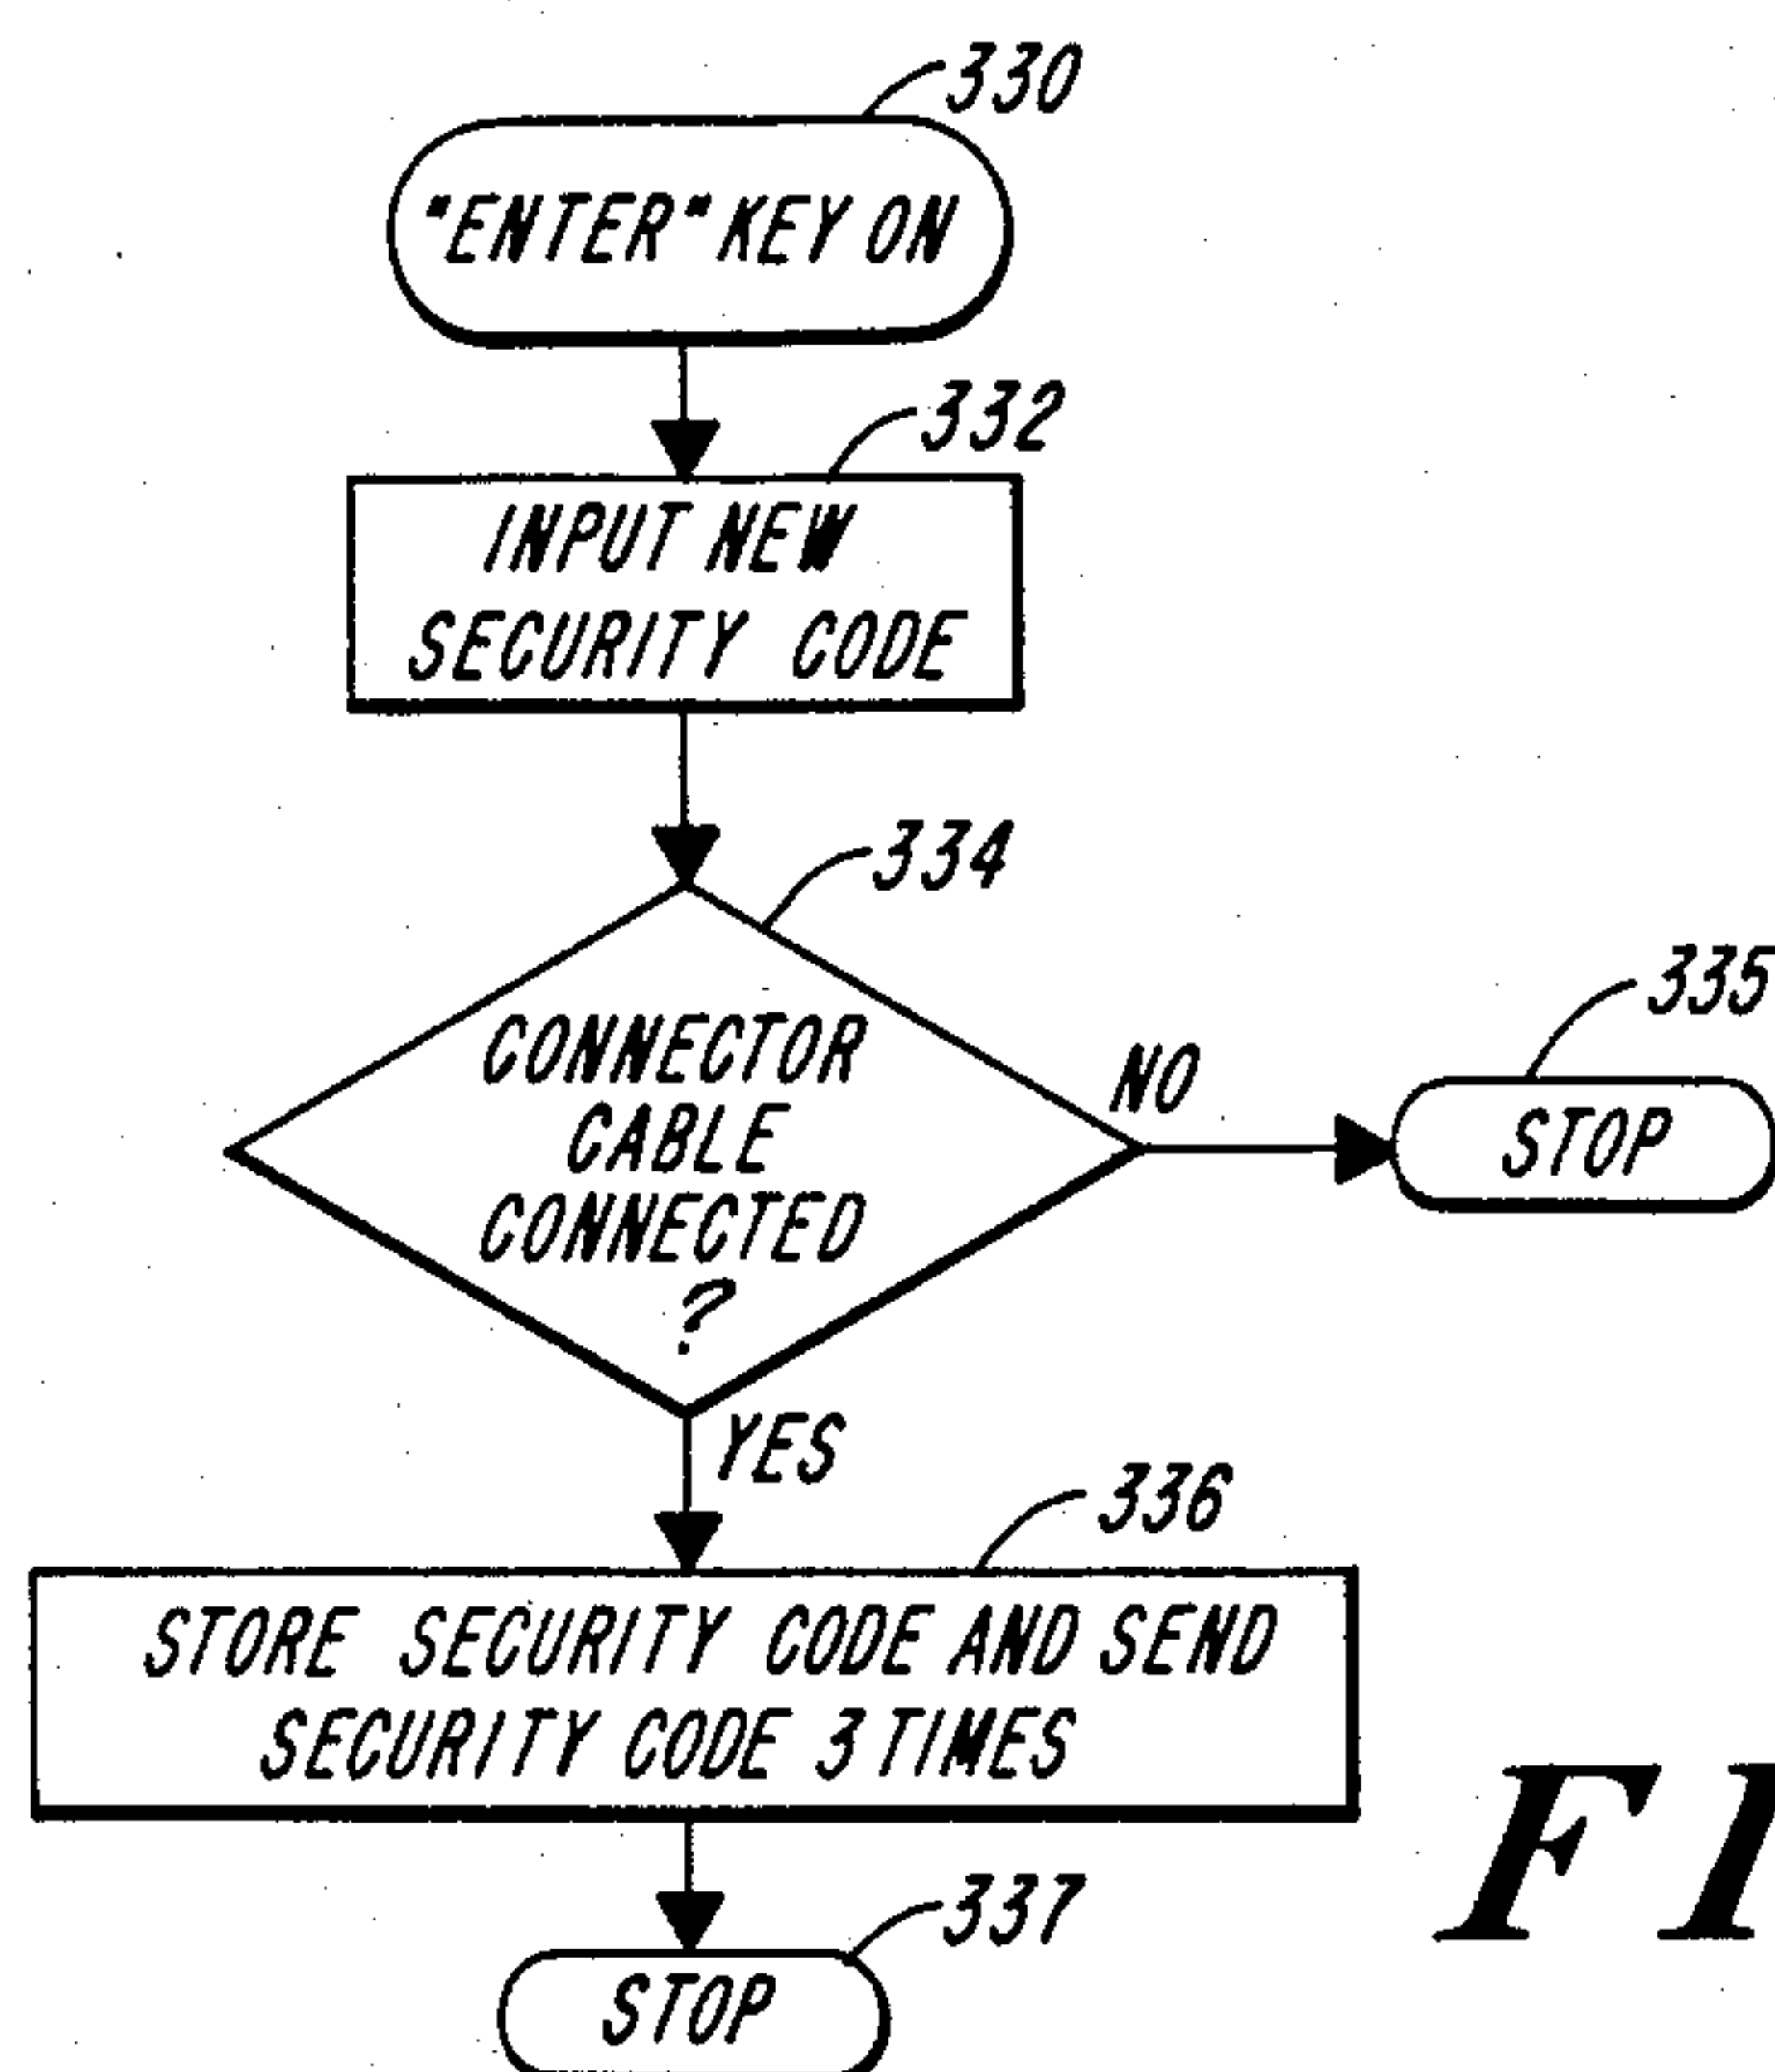 330
"ENTER" KEY ON
332
INPUT NEW
SECURITY CODE
334
CONNECTOR
CABLE
CONNECTED
?
NO
335
STOP
YES
336
STORE SECURITY CODE AND SEND
SECURITY CODE 3 TIMES
337
STOP
FI